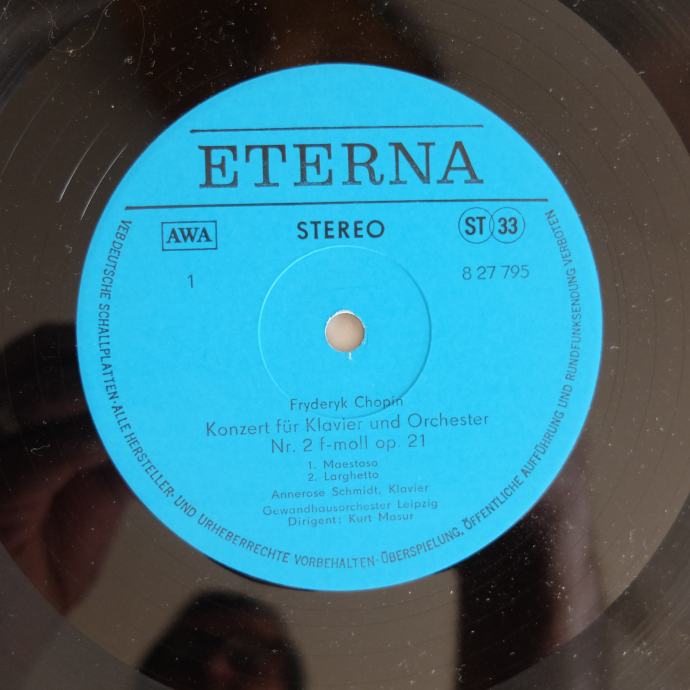 ETERNA
AWA
STEREO
ST 33
1
8 27 795
Fryderyk Chopin
Konzert für Klavier und Orchester
Nr. 2 f-moll op. 21
1. Maestoso
2. Larghetto
Annerose Schmidt, Klavier
Gewandhausorchester Leipzig
Dirigent: Kurt Masur
VEB DEUTSCHE SCHALLPLATTEN · ALLE HERSTELLER- UND URHEBERRECHTE VORBEHALTEN · ÜBERSPIELUNG, ÖFFENTLICHE AUFFÜHRUNG UND RUNDFUNKSENDUNG VERBOTEN